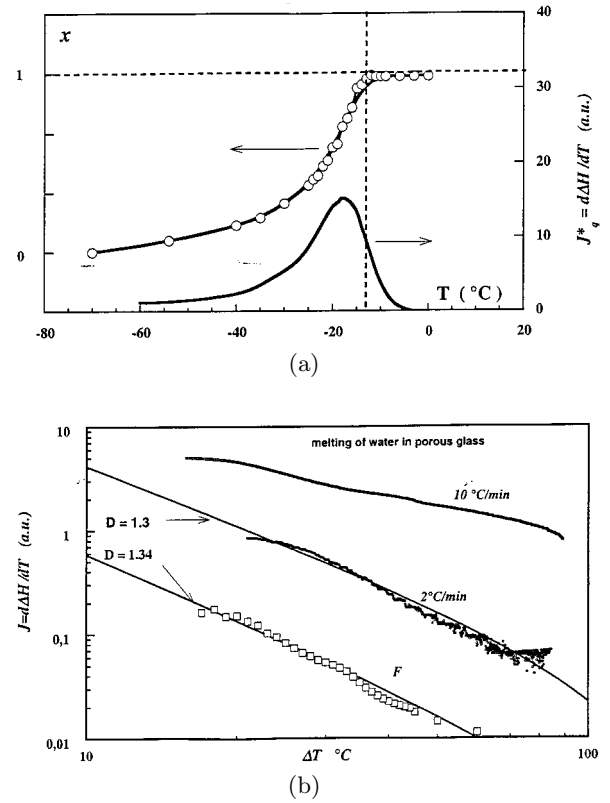 x
1
0
40
30
20
10
0
J*q = dΔH/dT (a.u.)
T (°C)
-80 -60 -40 -20 0 20
(a)
melting of water in porous glass
10 °C/min
D = 1.3
D = 1.34
2°C/min
F
10
1
0,1
0,01
J=dΔH/dT (a.u.)
10 ΔT °C 100
(b)